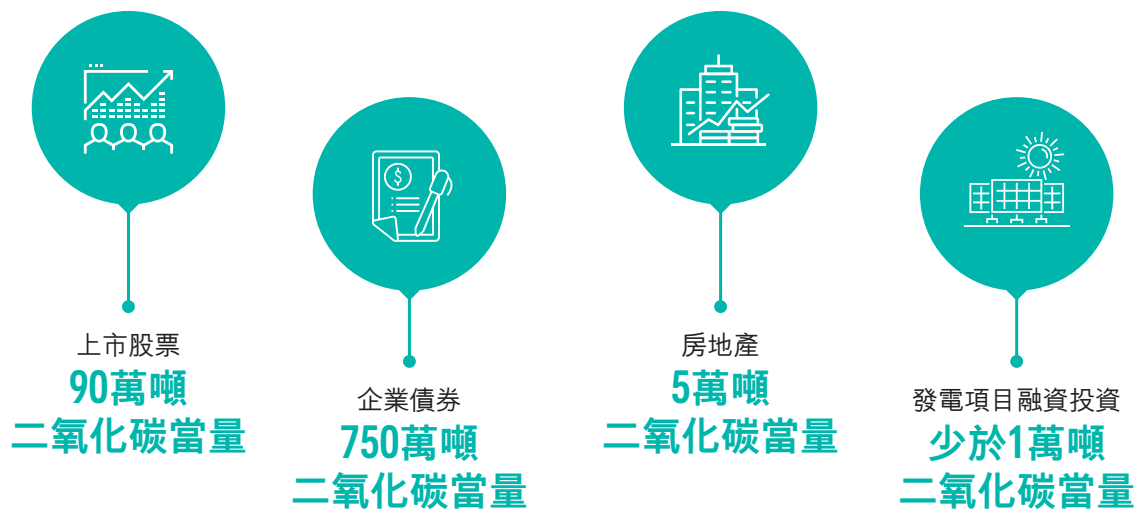 上市股票
90萬噸
二氧化碳當量
企業債券
750萬噸
二氧化碳當量
房地產
5萬噸
二氧化碳當量
發電項目融資投資
少於1萬噸
二氧化碳當量